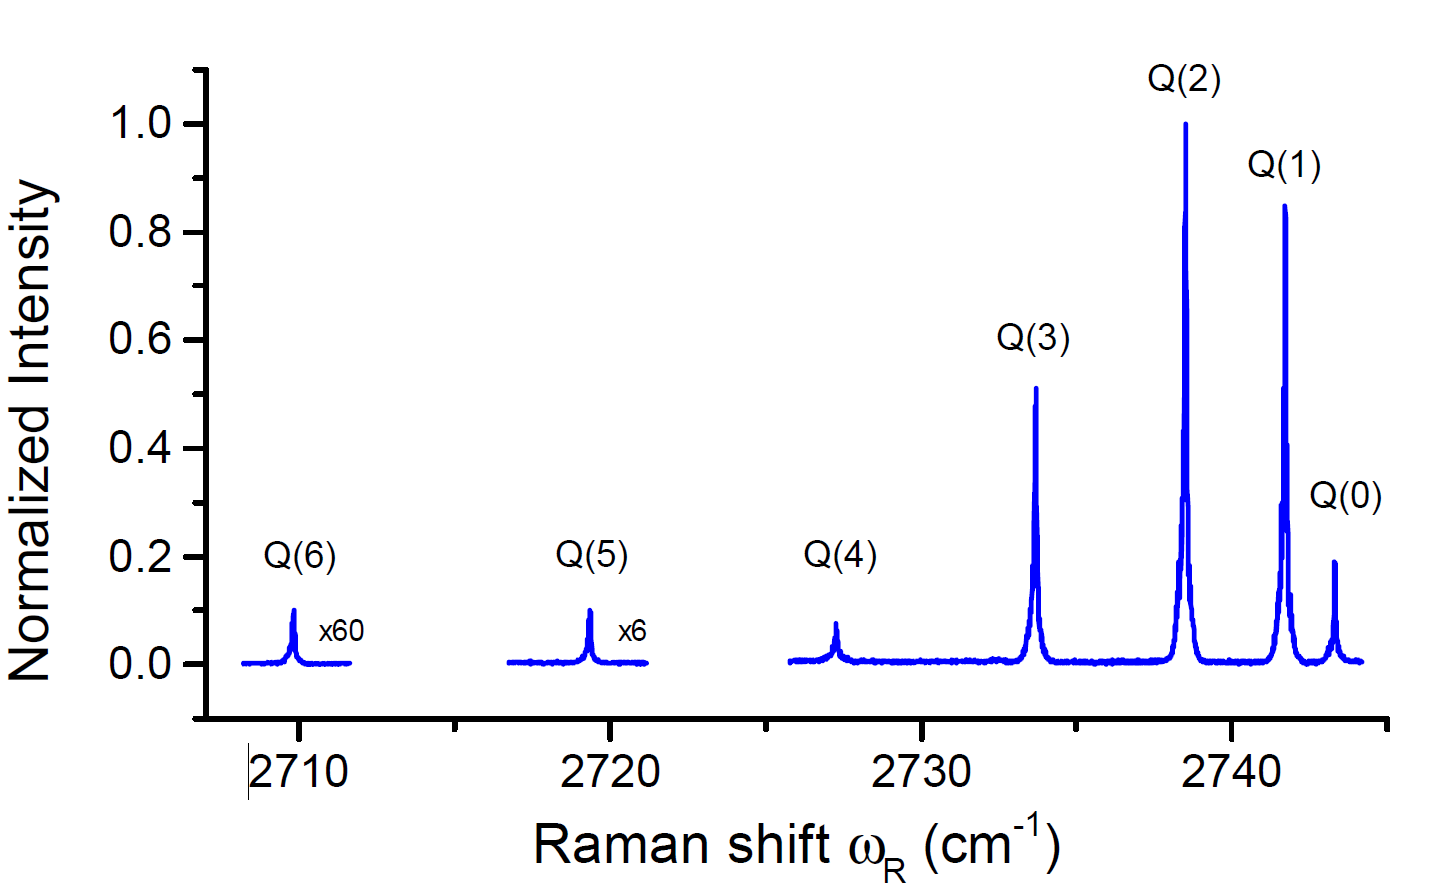 Q(2)
1.0
Q(1)
0.8
Normalized Intensity
0.6
Q(3)
0.4
Q(0)
0.2
Q(6)
Q(5)
Q(4)
x60
x6
0.0
2710
2720
2730
2740
Raman shift ωR (cm-1)